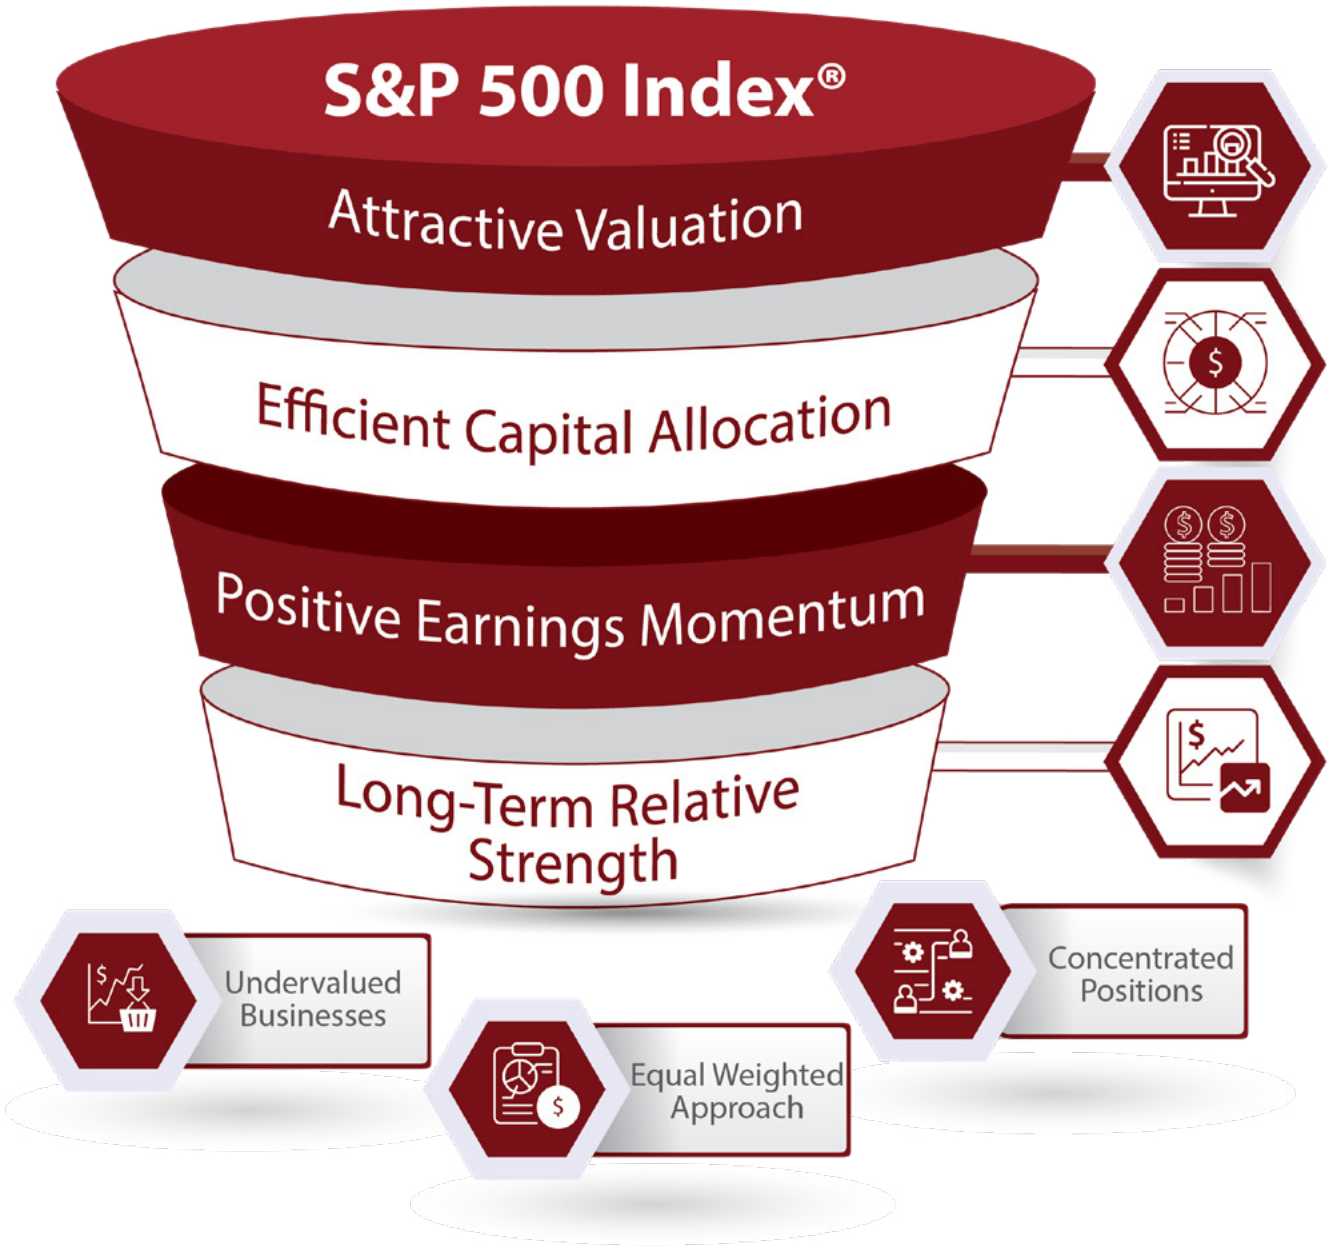 S&P 500 Index®
Attractive Valuation
Efficient Capital Allocation
$
$ $
Positive Earnings Momentum
$
Long-Term Relative
Strength
$
Undervalued
Businesses
$
Equal Weighted
Approach
Concentrated
Positions